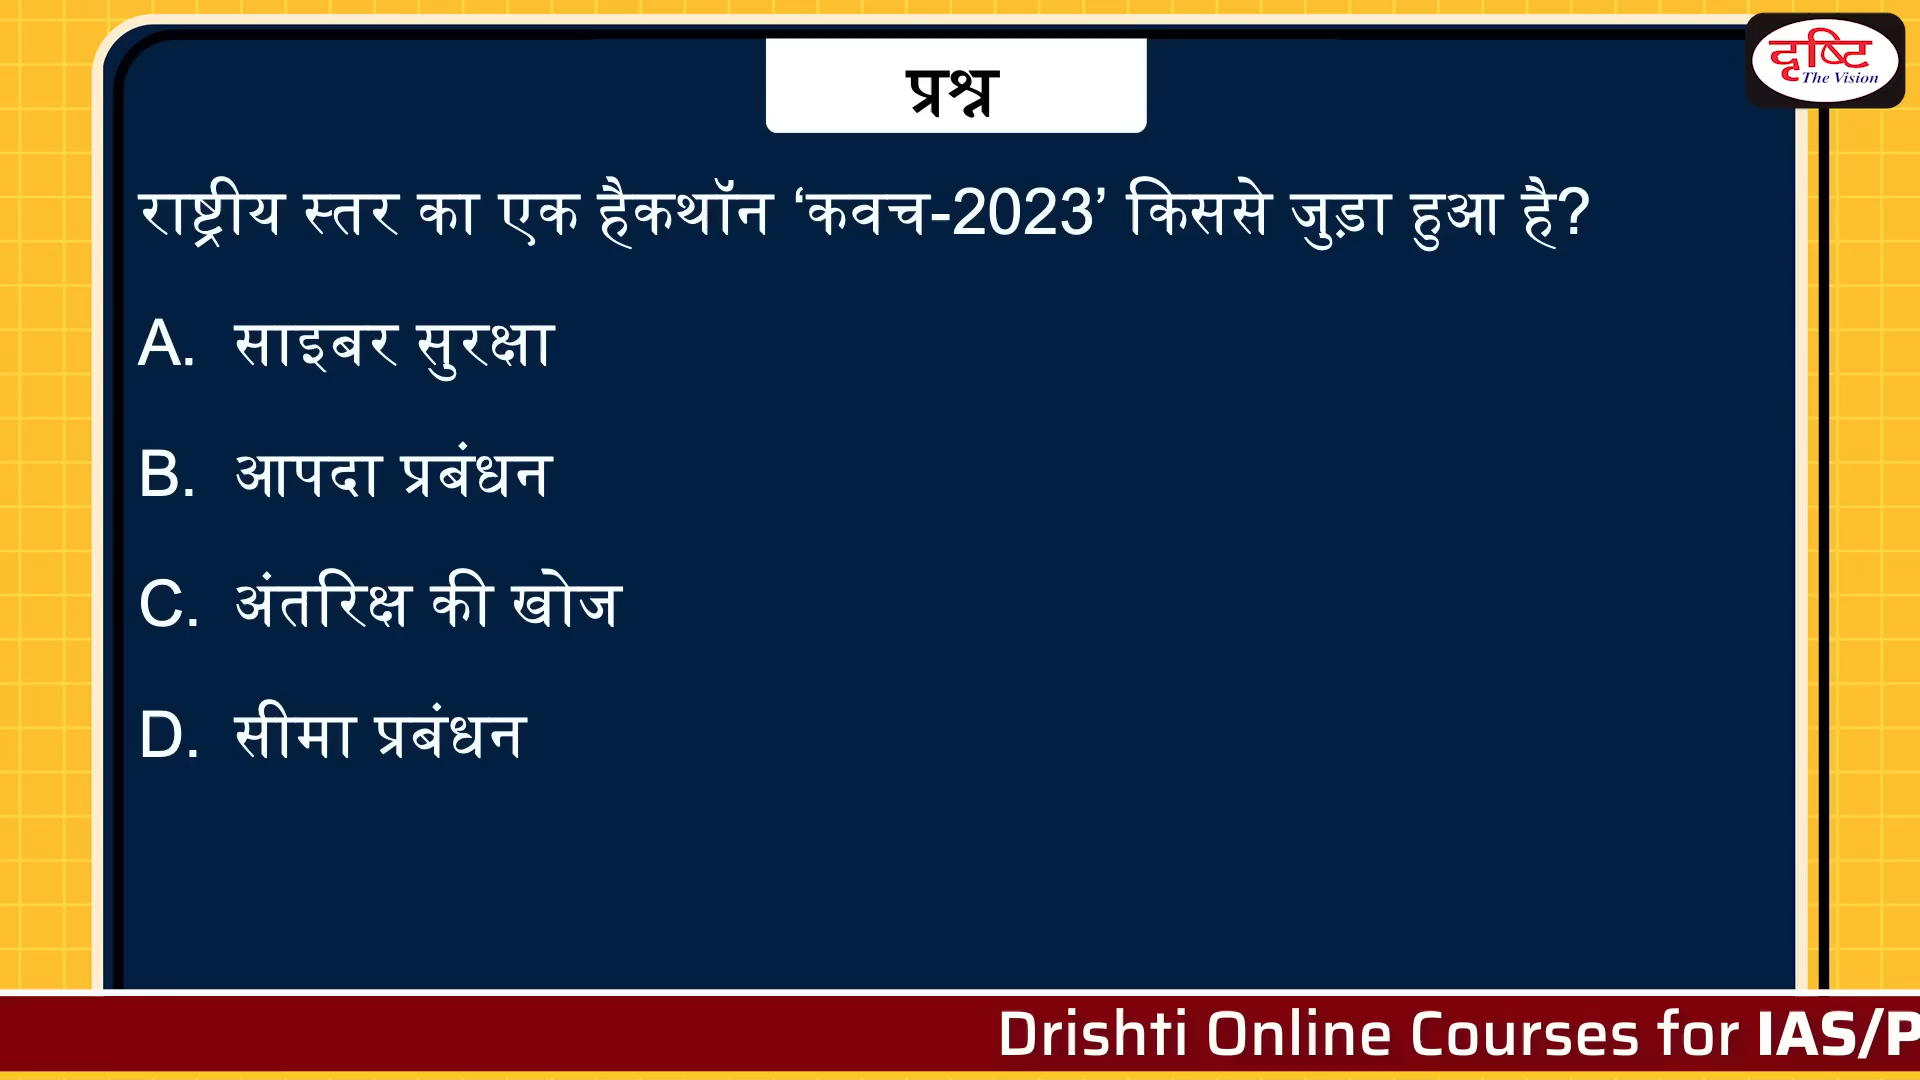 दृष्टि
The Vision
प्रश्न
राष्ट्रीय स्तर का एक हैकथॉन ‘कवच-2023’ किससे जुड़ा हुआ है?
A. साइबर सुरक्षा
B. आपदा प्रबंधन
C. अंतरिक्ष की खोज
D. सीमा प्रबंधन
Drishti Online Courses for IAS/P